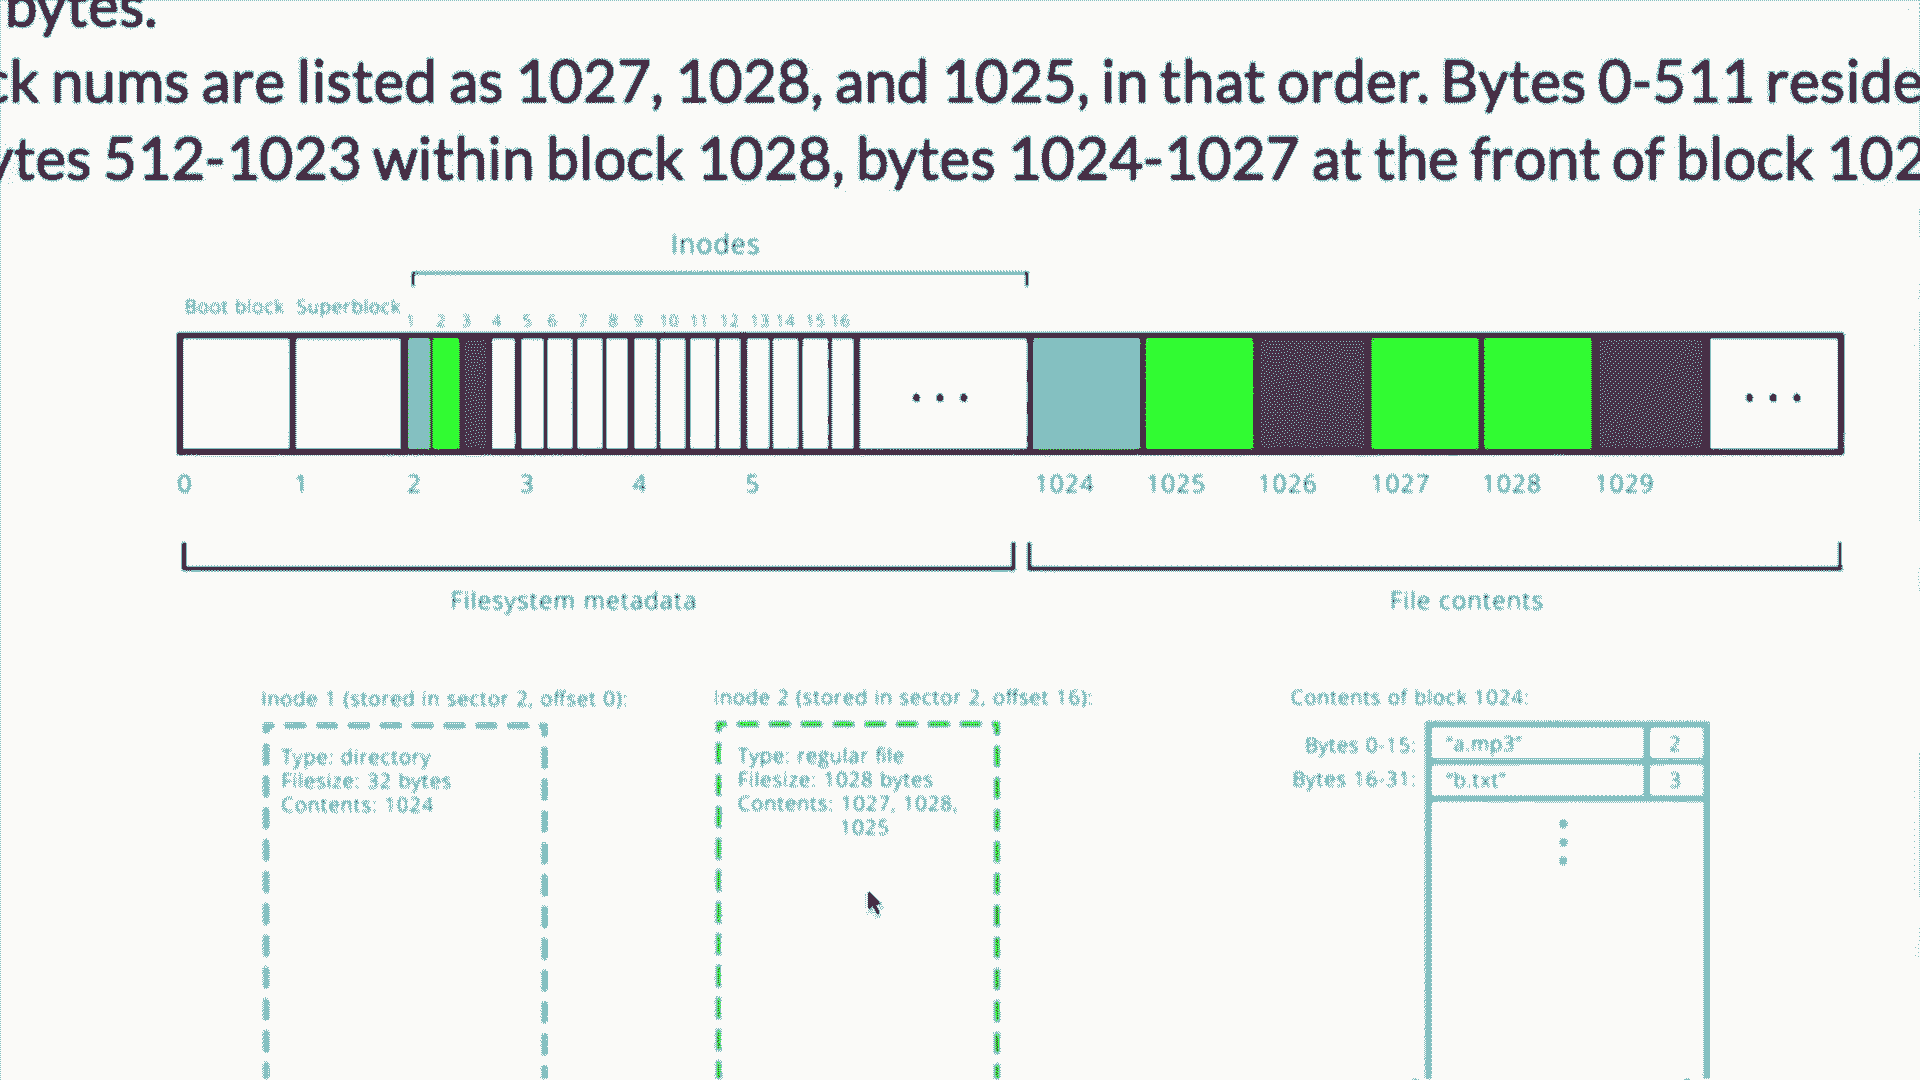 bytes.
ck nums are listed as 1027, 1028, and 1025, in that order. Bytes 0-511 reside
ytes 512-1023 within block 1028, bytes 1024-1027 at the front of block 102
Inodes
Boot block Superblock
1 2 3 4 5 6 7 8 9 10 11 12 13 14 15 16
... ...
0 1 2 3 4 5 1024 1025 1026 1027 1028 1029
Filesystem metadata File contents
Inode 1 (stored in sector 2, offset 0):
Type: directory
Filesize: 32 bytes
Contents: 1024
Inode 2 (stored in sector 2, offset 16):
Type: regular file
Filesize: 1028 bytes
Contents: 1027, 1028,
1025
Contents of block 1024:
Bytes 0-15: "a.mp3" 2
Bytes 16-31: "b.txt" 3